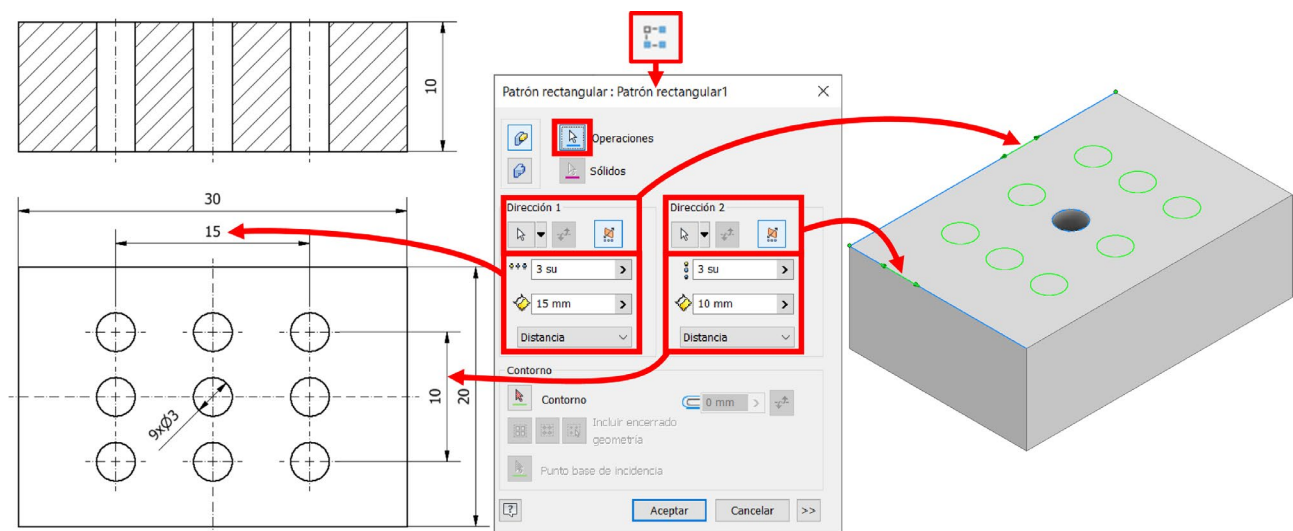 10
30
15
9xØ3
10
20
Patrón rectangular : Patrón rectangular1
Operaciones
Sólidos
Dirección 1
3 su
15 mm
Distancia
Dirección 2
3 su
10 mm
Distancia
Contorno
Contorno
0 mm
Incluir encerrado
geometría
Punto base de incidencia
?
Aceptar
Cancelar
>>